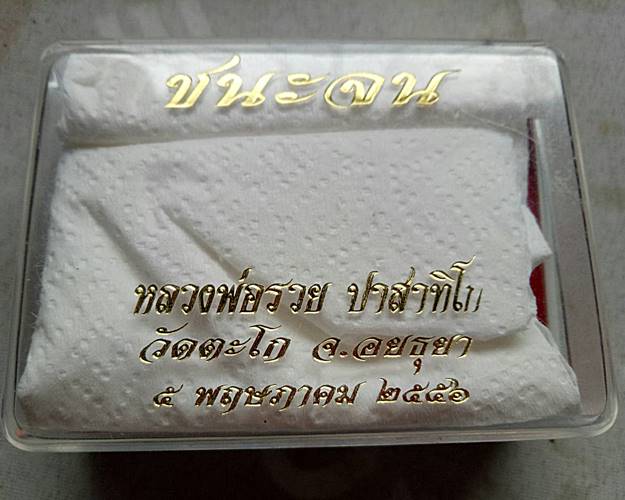 ชนะจน
หลวงพ่อรวย ปาสาทิโก
วัดตะโก จ.อยุธยา
๕ พฤษภาคม ๒๕๕๖